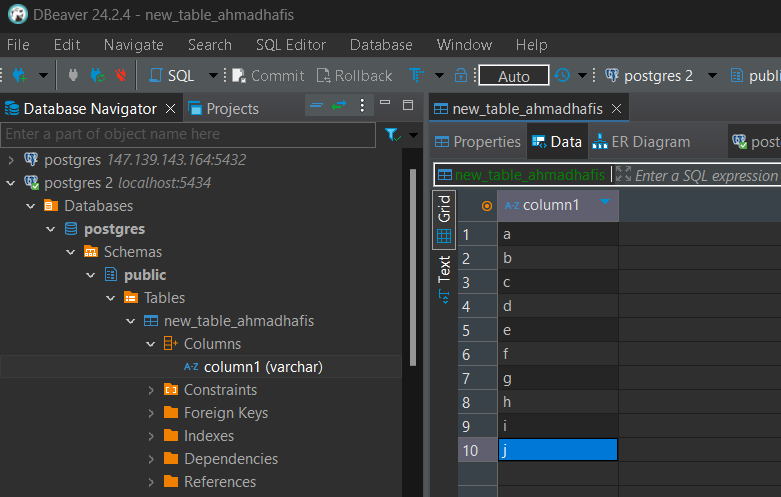 DBeaver 24.2.4 - new_table_ahmadhafis
File Edit Navigate Search SQL Editor Database Window Help
SQL Commit Rollback Auto postgres 2
Database Navigator Projects
Enter a part of object name here
postgres 147.139.143.164:5432
postgres 2 localhost:5434
Databases
postgres
Schemas
public
Tables
new_table_ahmadhafis
Columns
A-Z column1 (varchar)
Constraints
Foreign Keys
Indexes
Dependencies
References
new_table_ahmadhafis
Properties Data ER Diagram
new_table_ahmadhafis Enter a SQL expression
Grid
Text
A-Z column1
1 a
2 b
3 c
4 d
5 e
6 f
7 g
8 h
9 i
10 j